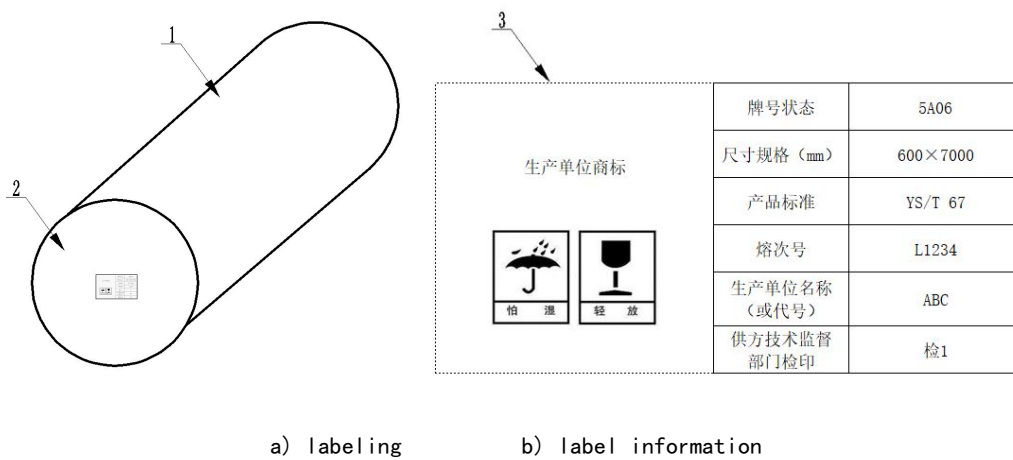 1
2
3
生产单位商标
怕 湿
轻 放
牌号状态 5A06
尺寸规格（mm） 600×7000
产品标准 YS/T 67
熔次号 L1234
生产单位名称
（或代号） ABC
供方技术监督
部门检印 检1
a) labeling b) label information